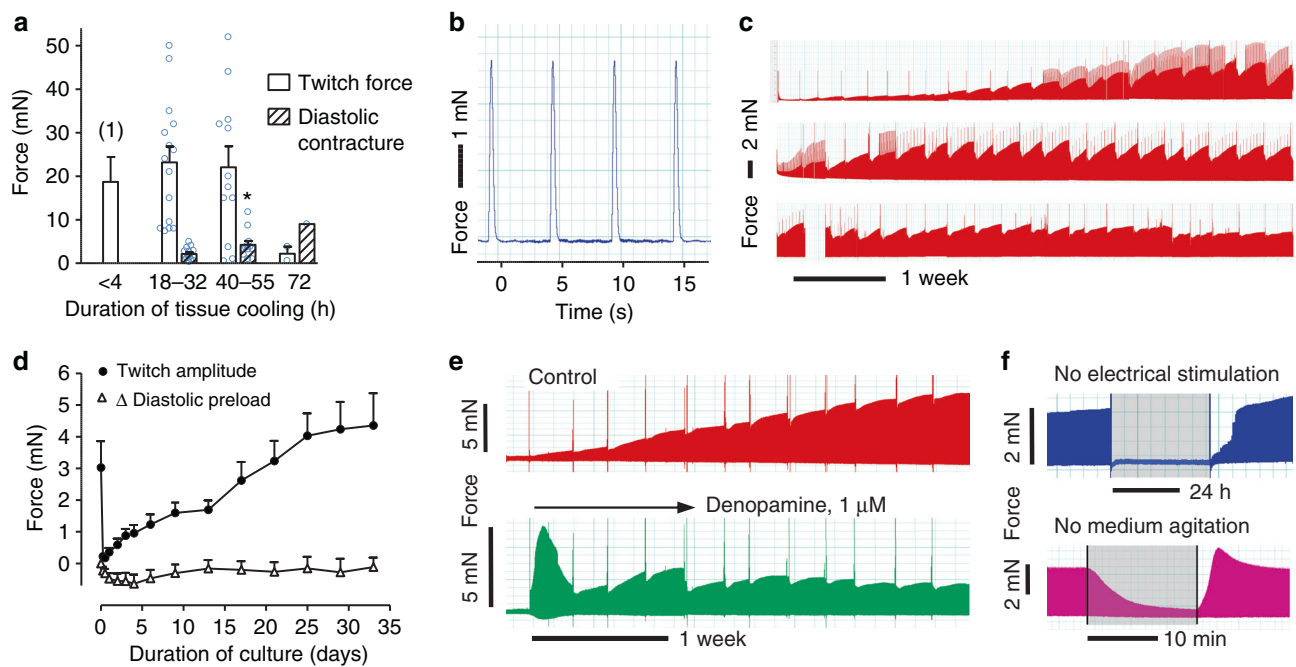 a
Force (mN)
60
50
40
30
20
10
0
(1)
*
Twitch force
Diastolic
contracture
<4 18–32 40–55 72
Duration of tissue cooling (h)
b
Force 1 mN
0 5 10 15
Time (s)
c
Force 2 mN
1 week
d
Force (mN)
6
5
4
3
2
1
0
Twitch amplitude
Δ Diastolic preload
0 5 10 15 20 25 30 35
Duration of culture (days)
e
Control
5 mN
Force
Denopamine, 1 μM
5 mN
1 week
f
No electrical stimulation
2 mN
24 h
Force
No medium agitation
2 mN
10 min